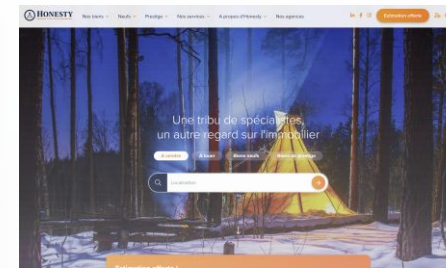 HONESTY
Nos biens
Neufs
Prestige
Nos services
A propos d'Honesty
Nos agences
Estimation offerte
Une tribu de spécialistes,
un autre regard sur l'immobilier
A vendre
A louer
Biens neufs
Biens de prestige
Localisation
Estimation offerte !